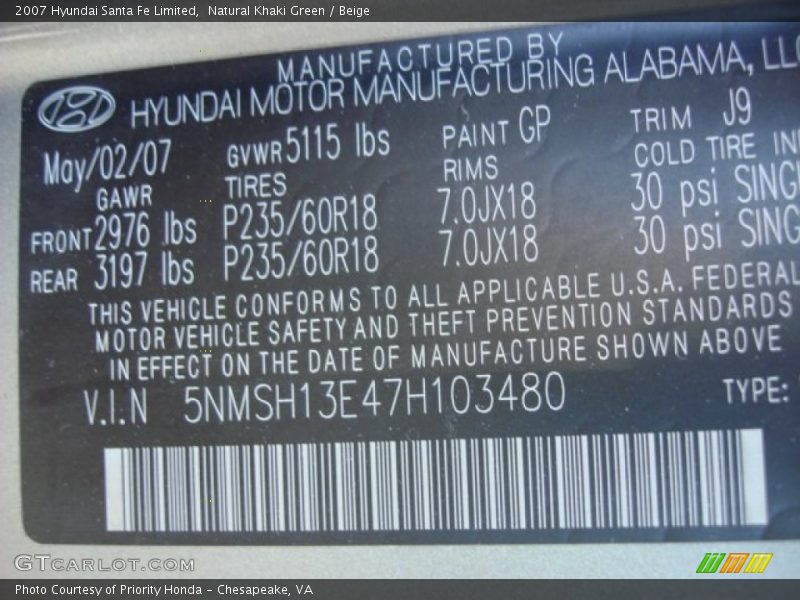 2007 Hyundai Santa Fe Limited,  Natural Khaki Green / Beige
MANUFACTURED BY
HYUNDAI MOTOR MANUFACTURING ALABAMA, LLC
May/02/07 GVWR 5115 lbs PAINT GP TRIM J9
GAWR TIRES RIMS COLD TIRE
FRONT 2976 lbs P235/60R18 7.0JX18 30 psi
REAR 3197 lbs P235/60R18 7.0JX18 30 psi
THIS VEHICLE CONFORMS TO ALL APPLICABLE U.S.A. FEDERAL
MOTOR VEHICLE SAFETY AND THEFT PREVENTION STANDARDS
IN EFFECT ON THE DATE OF MANUFACTURE SHOWN ABOVE
V.I.N 5NMSH13E47H103480 TYPE:
GTCARLOT.COM
Photo Courtesy of Priority Honda - Chesapeake, VA